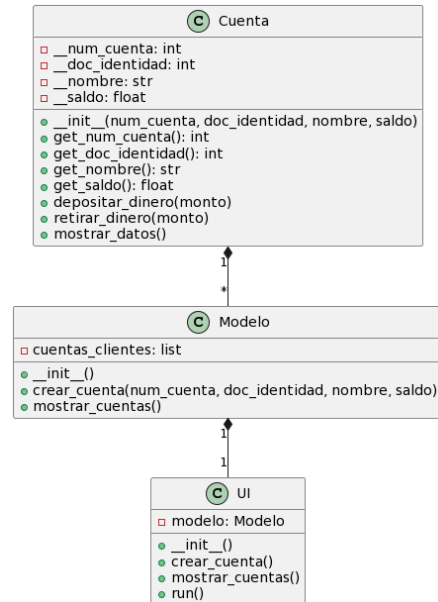 C Cuenta
__num_cuenta: int
__doc_identidad: int
__nombre: str
__saldo: float
__init__(num_cuenta, doc_identidad, nombre, saldo)
get_num_cuenta(): int
get_doc_identidad(): int
get_nombre(): str
get_saldo(): float
depositar_dinero(monto)
retirar_dinero(monto)
mostrar_datos()
1
*
C Modelo
cuentas_clientes: list
__init__()
crear_cuenta(num_cuenta, doc_identidad, nombre, saldo)
mostrar_cuentas()
1
1
C UI
modelo: Modelo
__init__()
crear_cuenta()
mostrar_cuentas()
run()